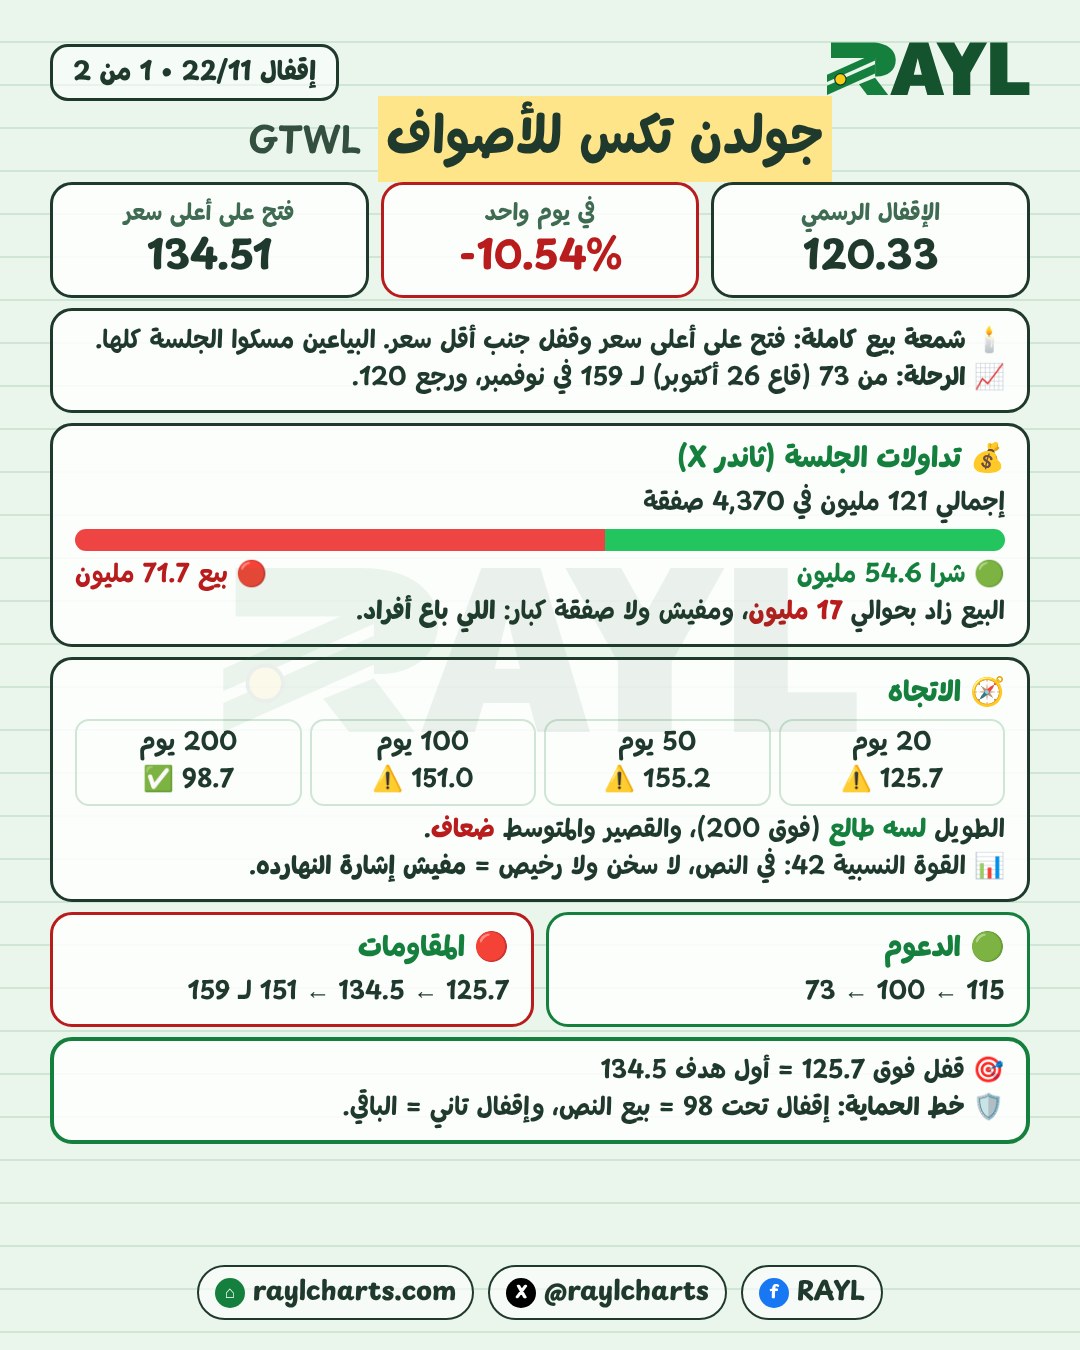 RAYL
إقفال 22/11 • 1 من 2
جولدن تكس للأصواف GTWL
الإقفال الرسمي
120.33
في يوم واحد
-10.54%
فتح على أعلى سعر
134.51
🕯️ شمعة بيع كاملة: فتح على أعلى سعر وقفل جنب أقل سعر. البياعين مسكوا الجلسة كلها.
📈 الرحلة: من 73 (قاع 26 أكتوبر) لـ 159 في نوفمبر، ورجع 120.
💰 تداولات الجلسة (ثاندر X)
إجمالي 121 مليون في 4,370 صفقة
🟢 شرا 54.6 مليون
🔴 بيع 71.7 مليون
البيع زاد بحوالي 17 مليون، ومفيش ولا صفقة كبار: اللي باع أفراد.
RAYL
🧭 الاتجاه
20 يوم
125.7 ⚠️
50 يوم
155.2 ⚠️
100 يوم
151.0 ⚠️
200 يوم
98.7 ✅
الطويل لسه طالع (فوق 200)، والقصير والمتوسط ضعاف.
📊 القوة النسبية 42: في النص، لا سخن ولا رخيص = مفيش إشارة النهارده.
🟢 الدعوم
115 ← 100 ← 73
🔴 المقاومات
125.7 ← 134.5 ← 151 لـ 159
🎯 قفل فوق 125.7 = أول هدف 134.5
🛡️ خط الحماية: إقفال تحت 98 = بيع النص، وإقفال تاني = الباقي.
raylcharts.com
X @raylcharts
f RAYL